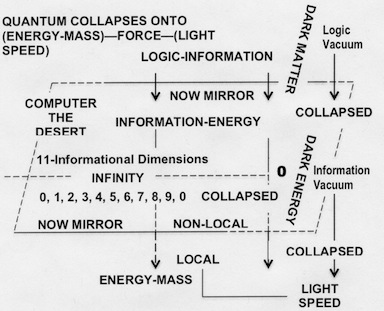 QUANTUM COLLAPSES ONTO
(ENERGY-MASS)—FORCE—(LIGHT
SPEED)
LOGIC-INFORMATION
DARK MATTER
Logic
Vacuum
NOW MIRROR
COMPUTER
THE
DESERT
COLLAPSED
INFORMATION-ENERGY
11-Informational Dimensions
INFINITY
0
DARK ENERGY
Information
Vacuum
0, 1, 2, 3, 4, 5, 6, 7, 8, 9, 0 COLLAPSED
NOW MIRROR NON-LOCAL
COLLAPSED
LOCAL
ENERGY-MASS
LIGHT
SPEED